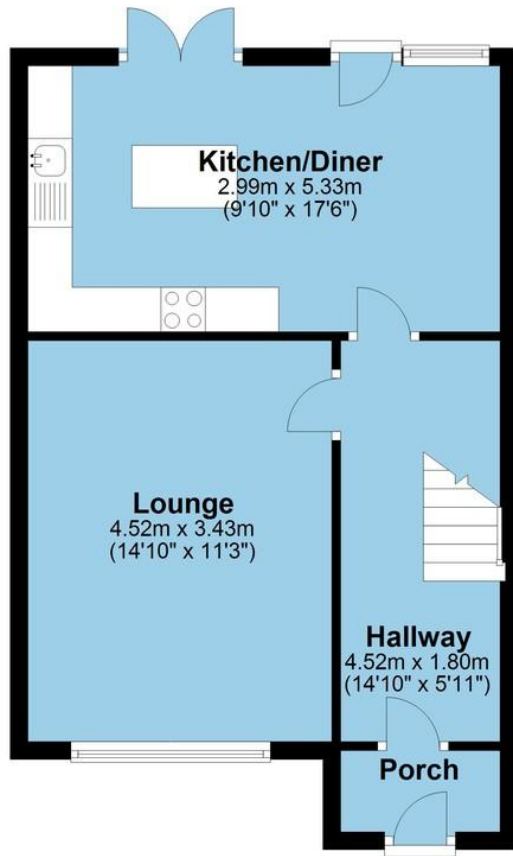 Kitchen/Diner
2.99m x 5.33m
(9'10" x 17'6")
Lounge
4.52m x 3.43m
(14'10" x 11'3")
Hallway
4.52m x 1.80m
(14'10" x 5'11")
Porch